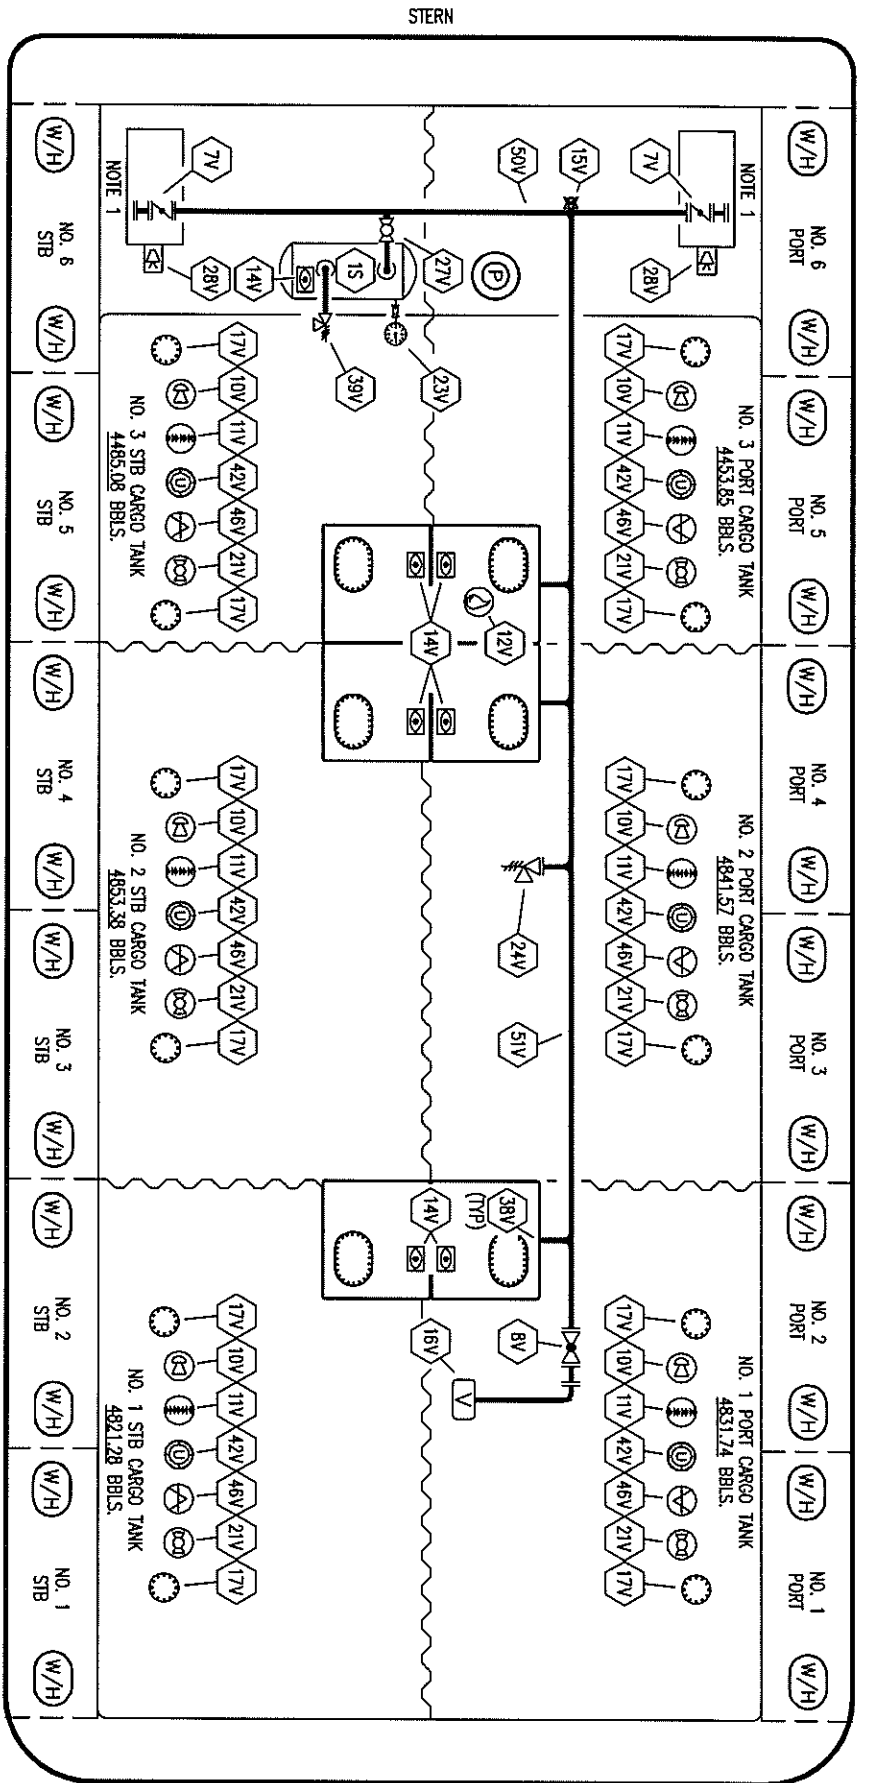 STERN
W/H
NO. 6
PORT
W/H
W/H
NO. 5
PORT
W/H
W/H
NO. 4
PORT
W/H
W/H
NO. 3
PORT
W/H
W/H
NO. 2
PORT
W/H
W/H
NO. 1
PORT
W/H
NOTE 1
7V
28V
NO. 3 PORT CARGO TANK
4453.85 BBLS.
U
17V
10V
11V
42V
46V
21V
17V
NO. 2 PORT CARGO TANK
4841.57 BBLS.
U
17V
10V
11V
42V
46V
21V
17V
NO. 1 PORT CARGO TANK
4831.74 BBLS.
U
17V
10V
11V
42V
46V
21V
17V
15V
50V
P
27V
23V
12V
14V
24V
51V
38V
(TYP)
14V
8V
16V
V
1S
39V
14V
28V
7V
NOTE 1
17V
10V
11V
42V
46V
21V
17V
U
NO. 3 STB CARGO TANK
4485.08 BBLS.
17V
10V
11V
42V
46V
21V
17V
U
NO. 2 STB CARGO TANK
4853.38 BBLS.
17V
10V
11V
42V
46V
21V
17V
U
NO. 1 STB CARGO TANK
4821.28 BBLS.
W/H
NO. 6
STB
W/H
W/H
NO. 5
STB
W/H
W/H
NO. 4
STB
W/H
W/H
NO. 3
STB
W/H
W/H
NO. 2
STB
W/H
W/H
NO. 1
STB
W/H